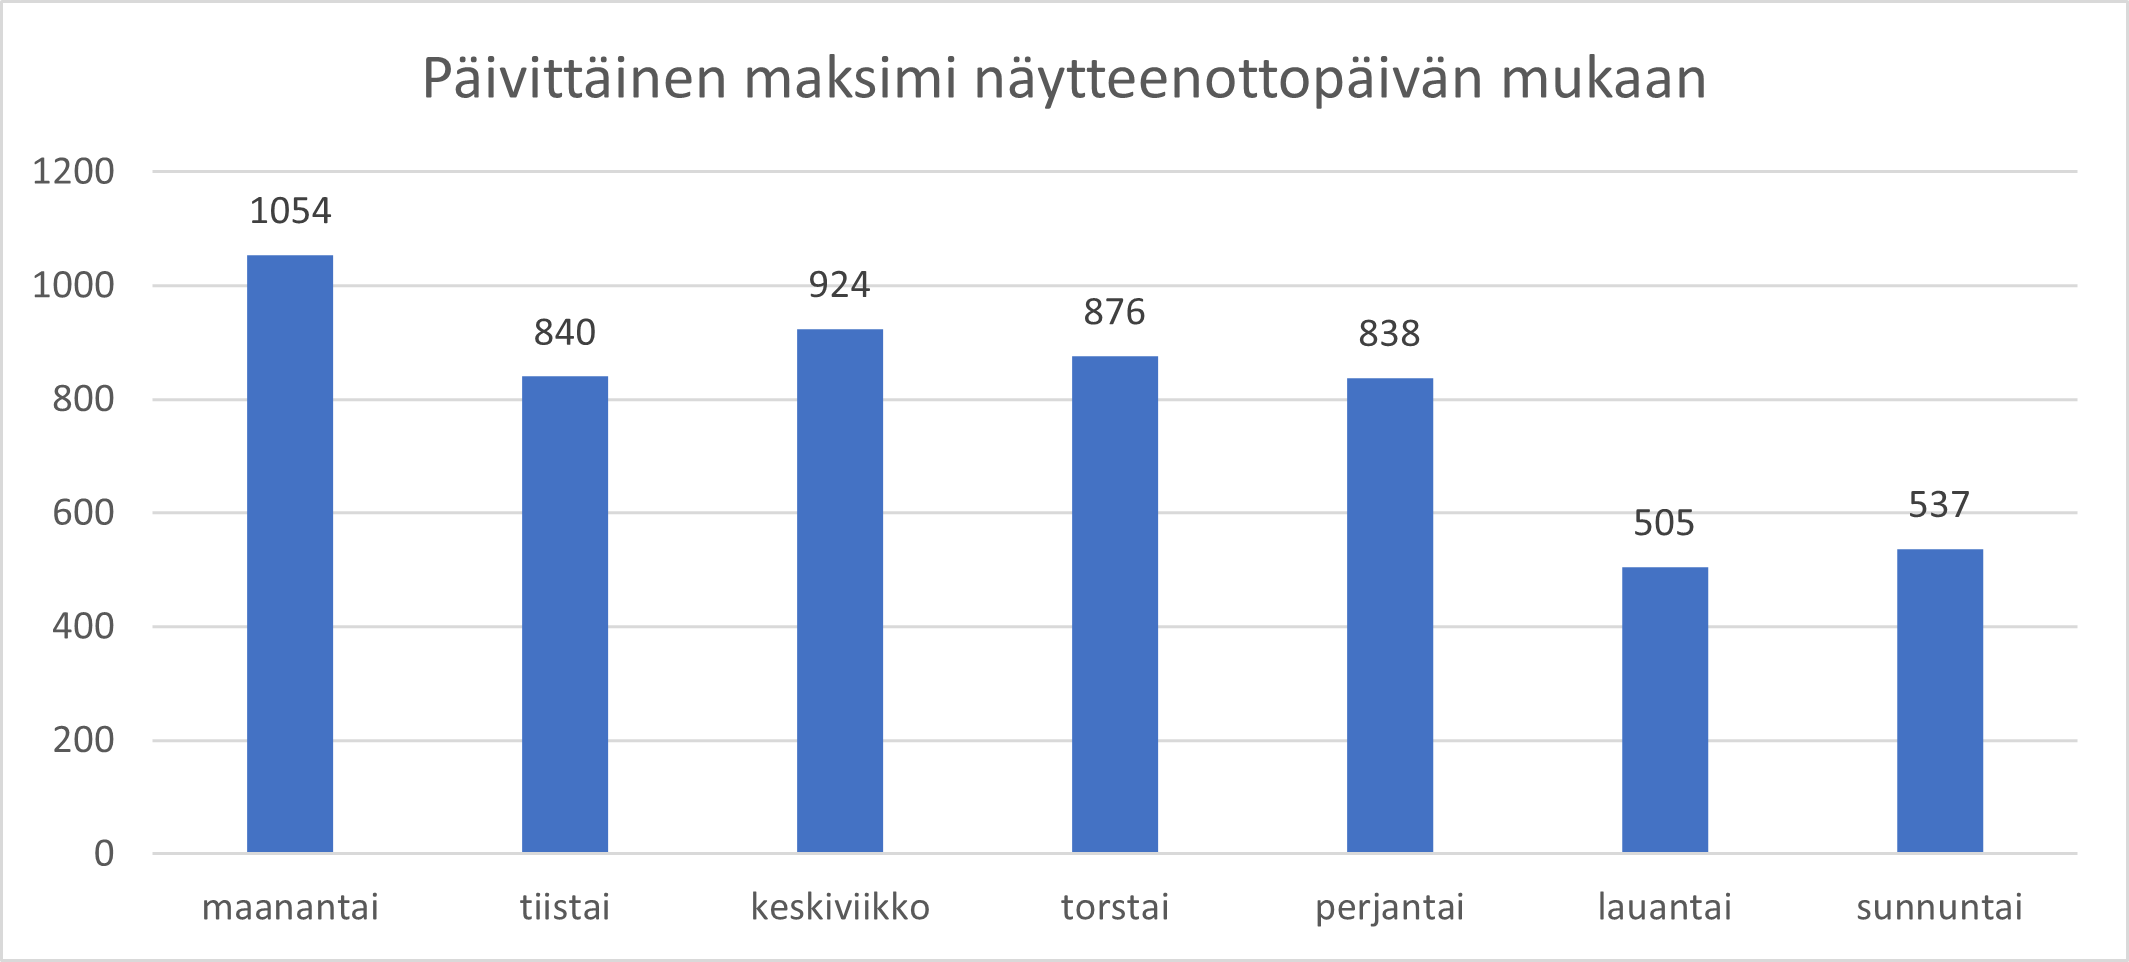 Päivittäinen maksimi näytteenottopäivän mukaan
1200
1000
800
600
400
200
0
1054
840
924
876
838
505
537
maanantai
tiistai
keskiviikko
torstai
perjantai
lauantai
sunnuntai